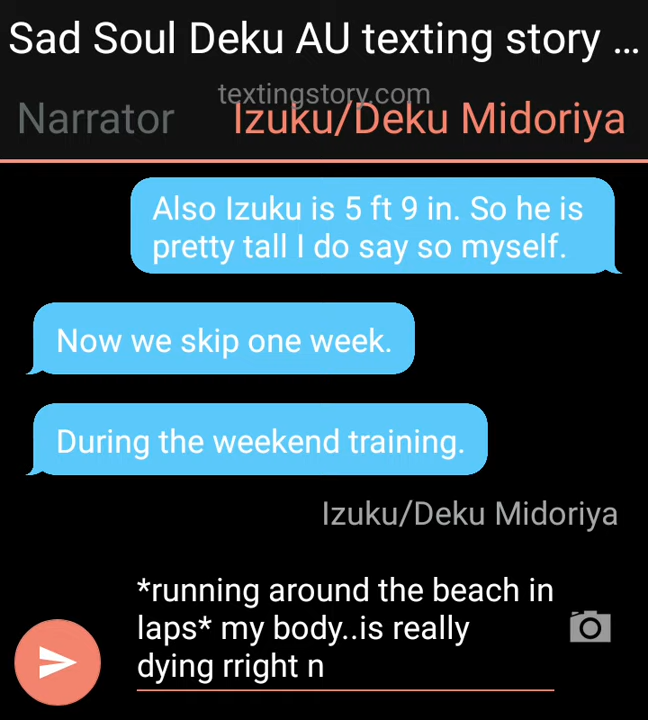 Sad Soul Deku AU texting story ...
textingstory.com
Narrator Izuku/Deku Midoriya
Also Izuku is 5 ft 9 in. So he is
pretty tall I do say so myself.
Now we skip one week.
During the weekend training.
Izuku/Deku Midoriya
*running around the beach in
laps* my body..is really
dying rright n